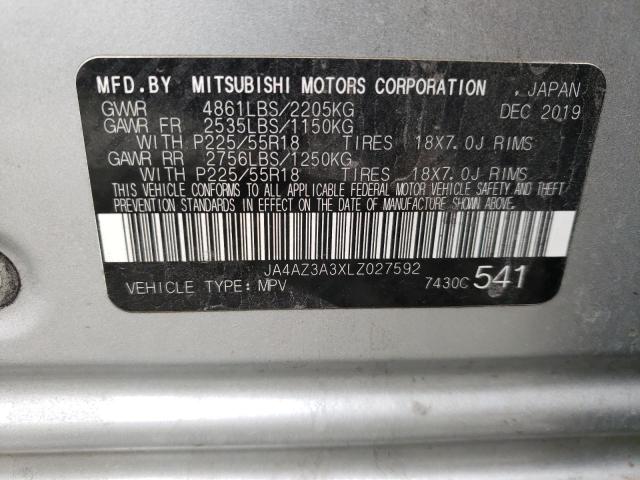 MFD.BY MITSUBISHI MOTORS CORPORATION , JAPAN
GVWR 4861LBS/2205KG DEC 2019
GAWR FR 2535LBS/1150KG
WITH P225/55R18 TIRES 18X7.0J RIMS
GAWR RR 2756LBS/1250KG
WITH P225/55R18 TIRES 18X7.0J RIMS
THIS VEHICLE CONFORMS TO ALL APPLICABLE FEDERAL MOTOR VEHICLE SAFETY AND THEFT
PREVENTION STANDARDS IN EFFECT ON THE DATE OF MANUFACTURE SHOWN ABOVE.
JA4AZ3A3XLZ027592
VEHICLE TYPE:MPV 7430C 541